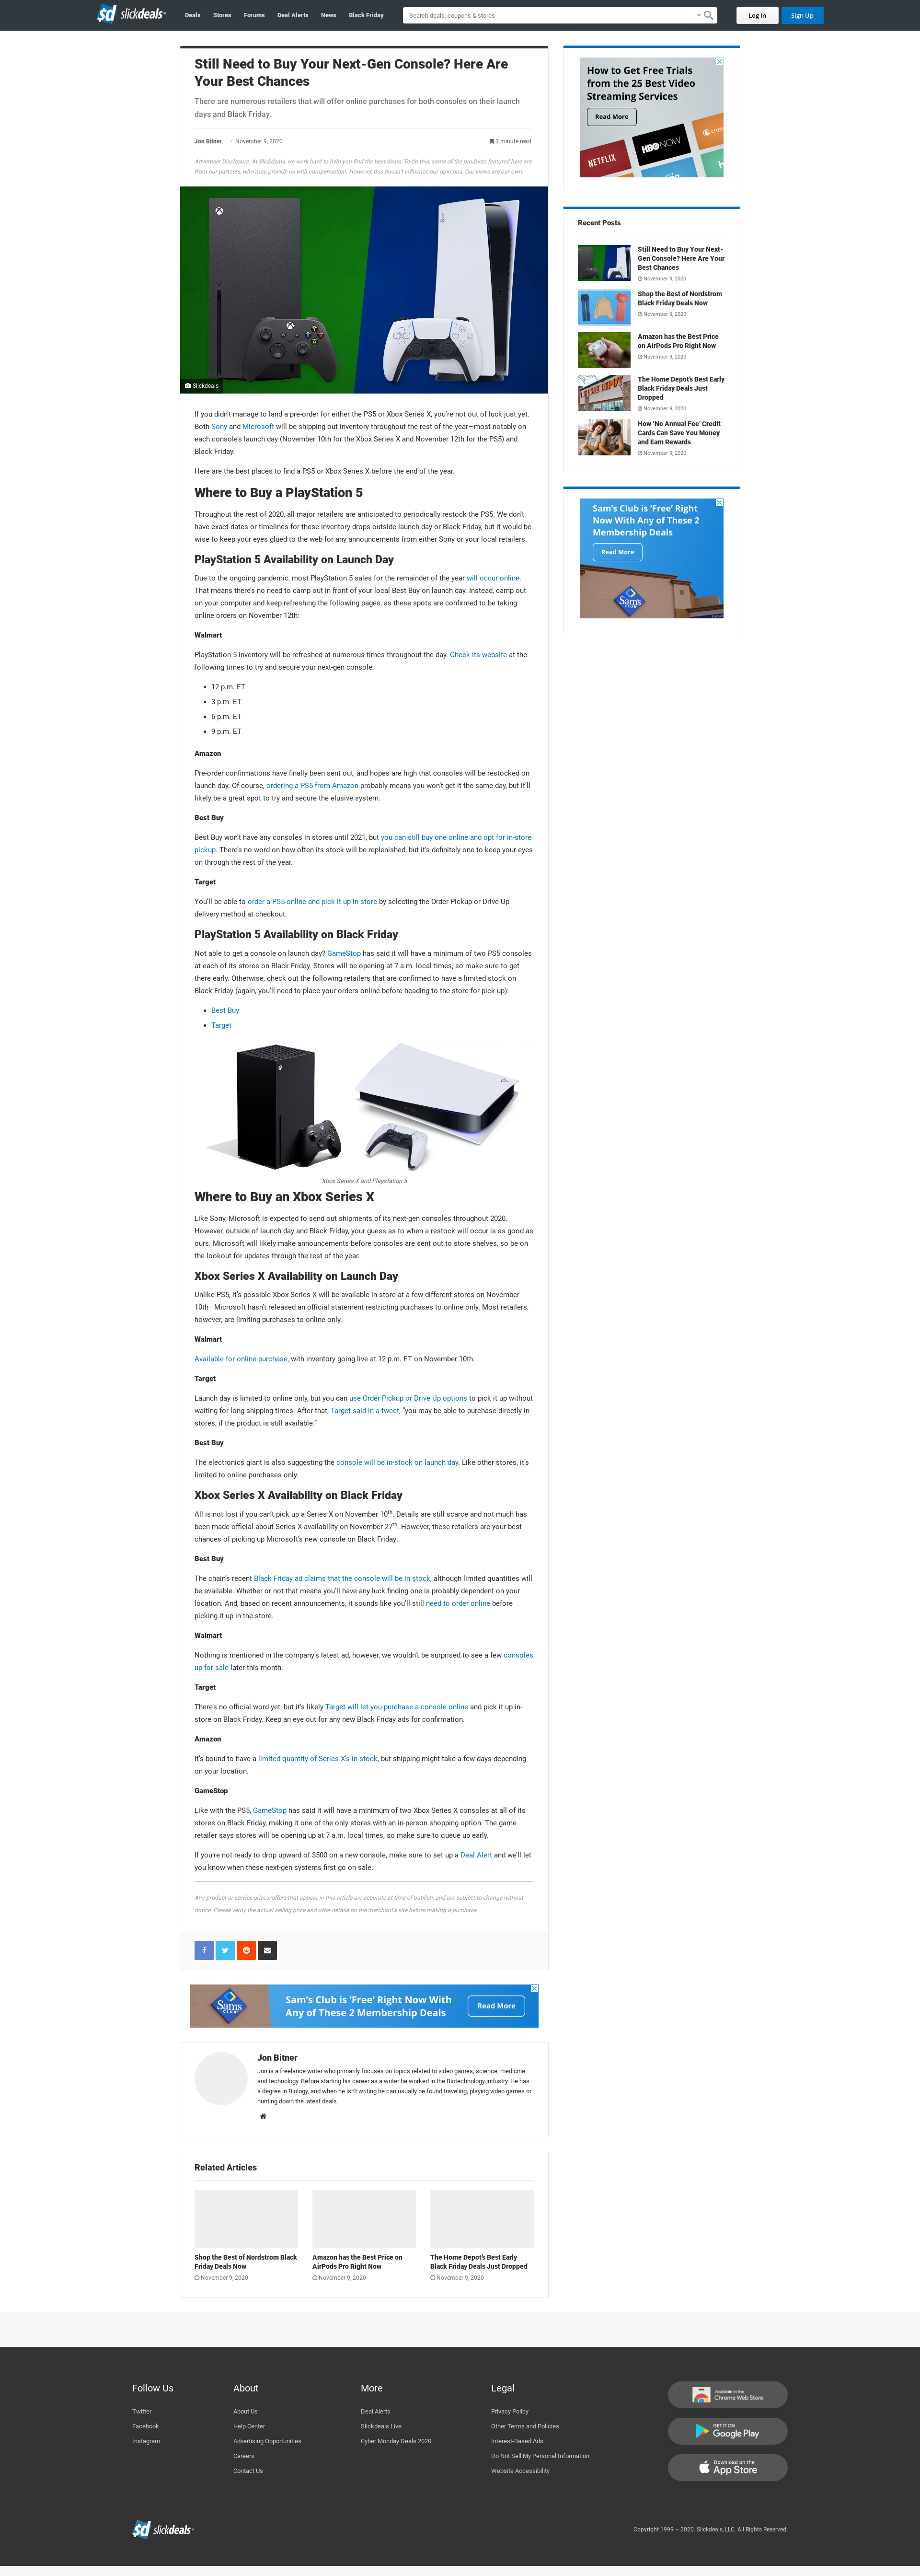 sd slickdeals
Deals
Stores
Forums
Deal Alerts
News
Black Friday
Search deals, coupons & stores
Log In
Sign Up
Still Need to Buy Your Next-Gen Console? Here Are
Your Best Chances
There are numerous retailers that will offer online purchases for both consoles on their launch
days and Black Friday.
Jon Bitner · November 9, 2020
3 minute read
Advertiser Disclosure: At Slickdeals, we work hard to help you find the best deals. To do this, some of the products featured here are
from our partners, who may provide us with compensation. However, this doesn't influence our opinions. Our views are our own.
Slickdeals
If you didn't manage to land a pre-order for either the PS5 or Xbox Series X, you're not out of luck just yet.
Both Sony and Microsoft will be shipping out inventory throughout the rest of the year—most notably on
each console's launch day (November 10th for the Xbox Series X and November 12th for the PS5) and
Black Friday.
Here are the best places to find a PS5 or Xbox Series X before the end of the year.
Where to Buy a PlayStation 5
Throughout the rest of 2020, all major retailers are anticipated to periodically restock the PS5. We don't
have exact dates or timelines for these inventory drops outside launch day or Black Friday, but it would be
wise to keep your eyes glued to the web for any announcements from either Sony or your local retailers.
PlayStation 5 Availability on Launch Day
Due to the ongoing pandemic, most PlayStation 5 sales for the remainder of the year will occur online.
That means there's no need to camp out in front of your local Best Buy on launch day. Instead, camp out
on your computer and keep refreshing the following pages, as these spots are confirmed to be taking
online orders on November 12th:
Walmart
PlayStation 5 inventory will be refreshed at numerous times throughout the day. Check its website at the
following times to try and secure your next-gen console:
• 12 p.m. ET
• 3 p.m. ET
• 6 p.m. ET
• 9 p.m. ET
Amazon
Pre-order confirmations have finally been sent out, and hopes are high that consoles will be restocked on
launch day. Of course, ordering a PS5 from Amazon probably means you won't get it the same day, but it'll
likely be a great spot to try and secure the elusive system.
Best Buy
Best Buy won't have any consoles in stores until 2021, but you can still buy one online and opt for in-store
pickup. There's no word on how often its stock will be replenished, but it's definitely one to keep your eyes
on through the rest of the year.
Target
You'll be able to order a PS5 online and pick it up in-store by selecting the Order Pickup or Drive Up
delivery method at checkout.
PlayStation 5 Availability on Black Friday
Not able to get a console on launch day? GameStop has said it will have a minimum of two PS5 consoles
at each of its stores on Black Friday. Stores will be opening at 7 a.m. local times, so make sure to get
there early. Otherwise, check out the following retailers that are confirmed to have a limited stock on
Black Friday (again, you'll need to place your orders online before heading to the store for pick up):
• Best Buy
• Target
Xbox Series X and Playstation 5
Where to Buy an Xbox Series X
Like Sony, Microsoft is expected to send out shipments of its next-gen consoles throughout 2020.
However, outside of launch day and Black Friday, your guess as to when a restock will occur is as good as
ours. Microsoft will likely make announcements before consoles are sent out to store shelves, so be on
the lookout for updates through the rest of the year.
Xbox Series X Availability on Launch Day
Unlike PS5, it's possible Xbox Series X will be available in-store at a few different stores on November
10th—Microsoft hasn't released an official statement restricting purchases to online only. Most retailers,
however, are limiting purchases to online only.
Walmart
Available for online purchase, with inventory going live at 12 p.m. ET on November 10th.
Target
Launch day is limited to online only, but you can use Order Pickup or Drive Up options to pick it up without
waiting for long shipping times. After that, Target said in a tweet, "you may be able to purchase directly in
stores, if the product is still available."
Best Buy
The electronics giant is also suggesting the console will be in-stock on launch day. Like other stores, it's
limited to online purchases only.
Xbox Series X Availability on Black Friday
All is not lost if you can't pick up a Series X on November 10th. Details are still scarce and not much has
been made official about Series X availability on November 27th. However, these retailers are your best
chances of picking up Microsoft's new console on Black Friday:
Best Buy
The chain's recent Black Friday ad claims that the console will be in stock, although limited quantities will
be available. Whether or not that means you'll have any luck finding one is probably dependent on your
location. And, based on recent announcements, it sounds like you'll still need to order online before
picking it up in the store.
Walmart
Nothing is mentioned in the company's latest ad, however, we wouldn't be surprised to see a few consoles
up for sale later this month.
Target
There's no official word yet, but it's likely Target will let you purchase a console online and pick it up in-
store on Black Friday. Keep an eye out for any new Black Friday ads for confirmation.
Amazon
It's bound to have a limited quantity of Series X's in stock, but shipping might take a few days depending
on your location.
GameStop
Like with the PS5, GameStop has said it will have a minimum of two Xbox Series X consoles at all of its
stores on Black Friday, making it one of the only stores with an in-person shopping option. The game
retailer says stores will be opening up at 7 a.m. local times, so make sure to queue up early.
If you're not ready to drop upward of $500 on a new console, make sure to set up a Deal Alert and we'll let
you know when these next-gen systems first go on sale.
Any product or service prices/offers that appear in this article are accurate at time of publish, and are subject to change without
notice. Please verify the actual selling price and offer details on the merchant's site before making a purchase.
Sam's Club
Sam's Club is 'Free' Right Now With
Any of These 2 Membership Deals
Read More
Jon Bitner
Jon is a freelance writer who primarily focuses on topics related to video games, science, medicine
and technology. Before starting his career as a writer he worked in the Biotechnology industry. He has
a degree in Biology, and when he isn't writing he can usually be found traveling, playing video games or
hunting down the latest deals.
Related Articles
Shop the Best of Nordstrom Black
Friday Deals Now
November 9, 2020
Amazon has the Best Price on
AirPods Pro Right Now
November 9, 2020
The Home Depot's Best Early
Black Friday Deals Just Dropped
November 9, 2020
How to Get Free Trials
from the 25 Best Video
Streaming Services
Read More
NETFLIX
HBO NOW
Recent Posts
Still Need to Buy Your Next-
Gen Console? Here Are Your
Best Chances
November 9, 2020
Shop the Best of Nordstrom
Black Friday Deals Now
November 9, 2020
Amazon has the Best Price
on AirPods Pro Right Now
November 9, 2020
The Home Depot's Best Early
Black Friday Deals Just
Dropped
November 9, 2020
How 'No Annual Fee' Credit
Cards Can Save You Money
and Earn Rewards
November 9, 2020
Sam's Club is 'Free' Right
Now With Any of These 2
Membership Deals
Read More
Sam's Club
Follow Us
Twitter
Facebook
Instagram
About
About Us
Help Center
Advertising Opportunities
Careers
Contact Us
More
Deal Alerts
Slickdeals Live
Cyber Monday Deals 2020
Legal
Privacy Policy
Other Terms and Policies
Interest-Based Ads
Do Not Sell My Personal Information
Website Accessibility
Available in the
Chrome Web Store
GET IT ON
Google Play
Download on the
App Store
sd slickdeals
Copyright 1999 – 2020. Slickdeals, LLC. All Rights Reserved.